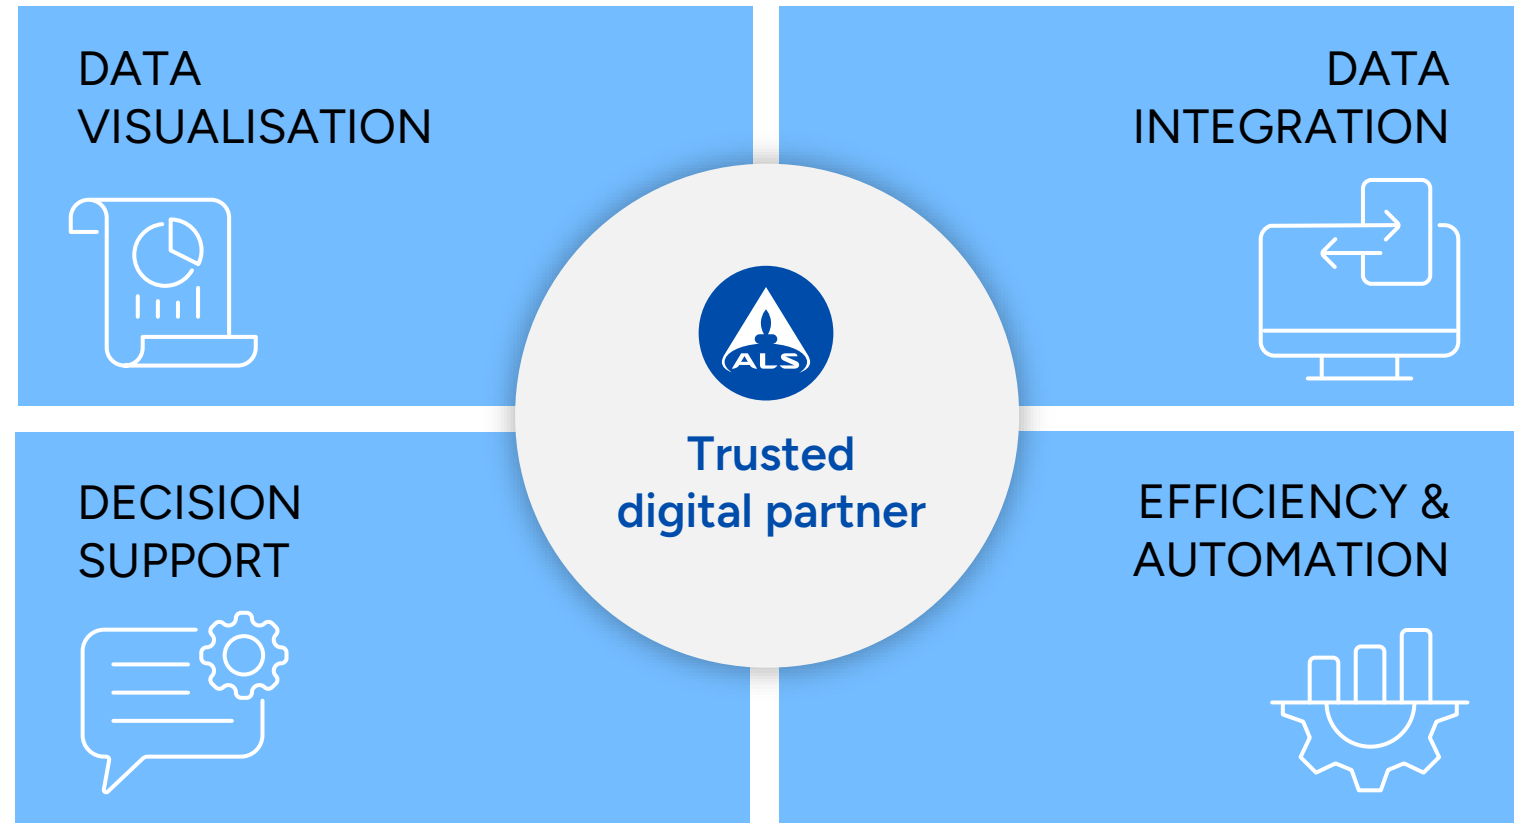 DATA
VISUALISATION
DATA
INTEGRATION
ALS
Trusted
digital partner
DECISION
SUPPORT
EFFICIENCY &
AUTOMATION